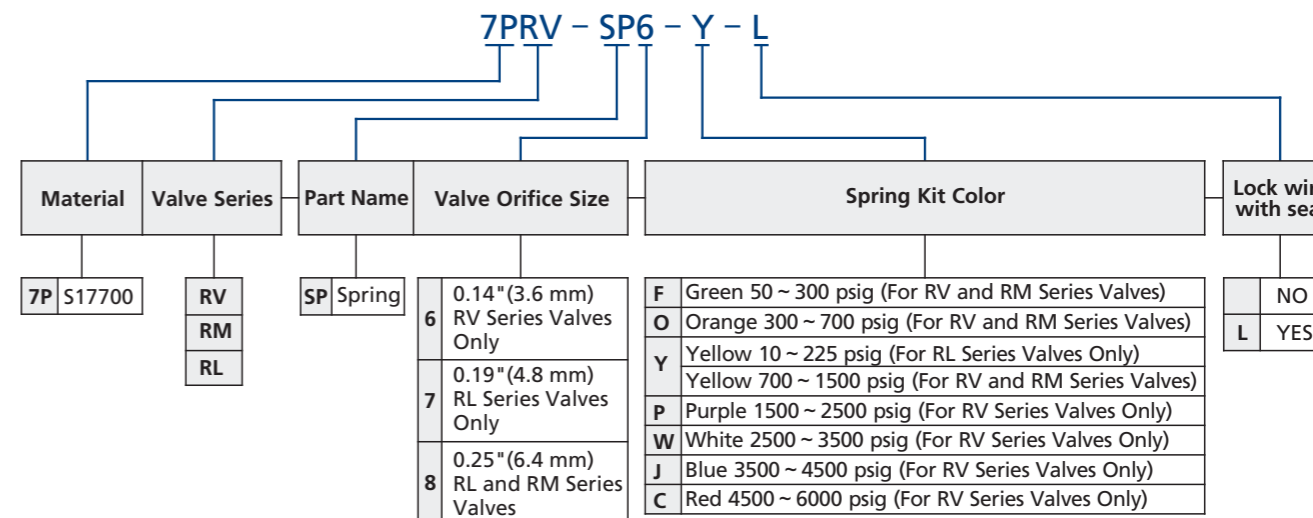 7PRV – SP6 – Y – L
Material
Valve Series
Part Name
Valve Orifice Size
Spring Kit Color
Lock
with
7P S17700
RV
RM
RL
SP Spring
6
0.14"(3.6 mm)
RV Series Valves
Only
7
0.19"(4.8 mm)
RL Series Valves
Only
8
0.25"(6.4 mm)
RL and RM Series
Valves
F Green 50 ~ 300 psig (For RV and RM Series Valves)
O Orange 300 ~ 700 psig (For RV and RM Series Valves)
Y
Yellow 10 ~ 225 psig (For RL Series Valves Only)
Yellow 700 ~ 1500 psig (For RV and RM Series Valves)
P Purple 1500 ~ 2500 psig (For RV Series Valves Only)
W White 2500 ~ 3500 psig (For RV Series Valves Only)
J Blue 3500 ~ 4500 psig (For RV Series Valves Only)
C Red 4500 ~ 6000 psig (For RV Series Valves Only)
NO
L YES